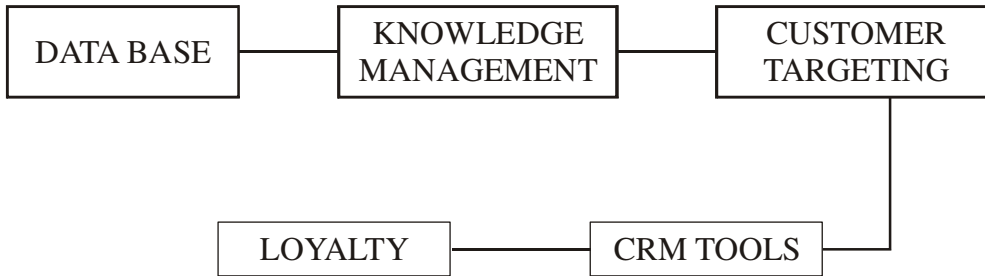 DATA BASE
KNOWLEDGE
MANAGEMENT
CUSTOMER
TARGETING
LOYALTY
CRM TOOLS